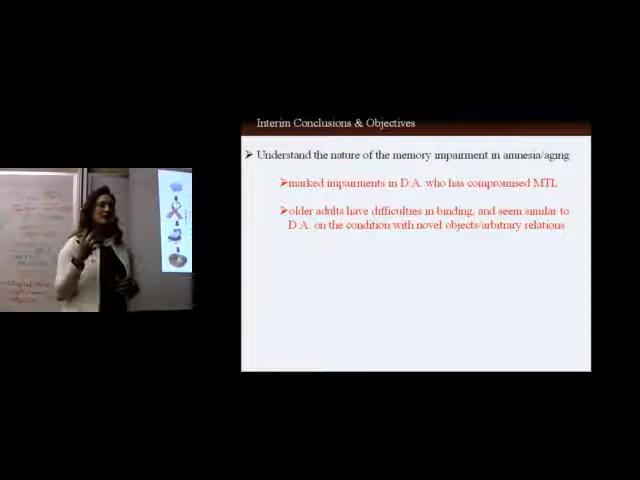 Interim Conclusions & Objectives
➢ Understand the nature of the memory impairment in amnesia/aging
➢marked impairments in D.A. who has compromised MTL
➢older adults have difficulties in binding, and seem similar to
D.A. on the condition with novel objects/arbitrary relations